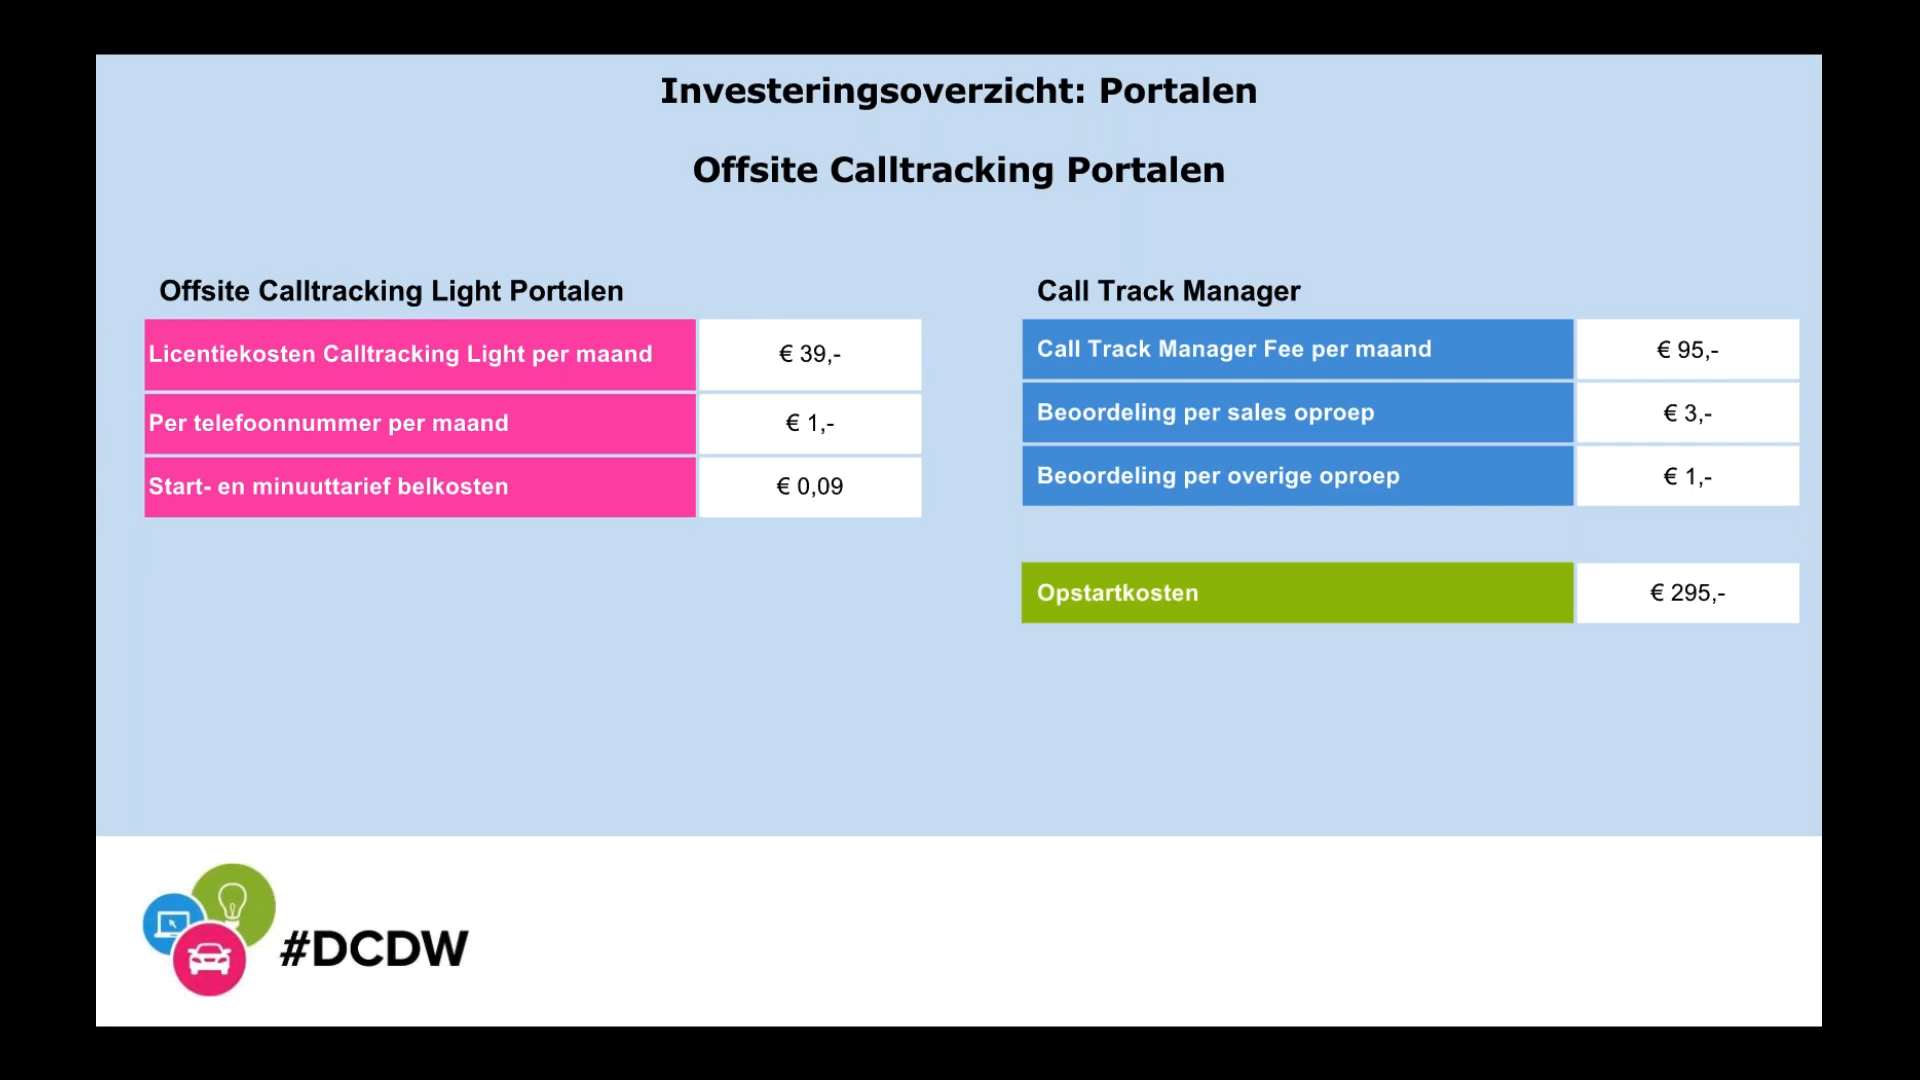 Investeringsoverzicht: Portalen
Offsite Calltracking Portalen
Offsite Calltracking Light Portalen
Licentiekosten Calltracking Light per maand € 39,-
Per telefoonnummer per maand € 1,-
Start- en minuuttarief belkosten € 0,09
Call Track Manager
Call Track Manager Fee per maand € 95,-
Beoordeling per sales oproep € 3,-
Beoordeling per overige oproep € 1,-
Opstartkosten € 295,-
#DCDW